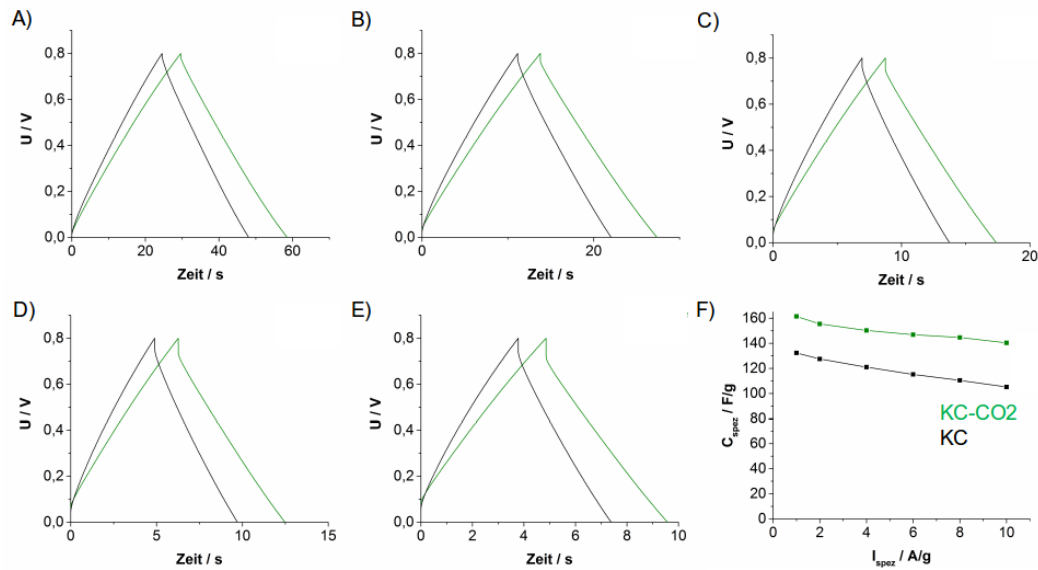 A)
U / V
0,8
0,6
0,4
0,2
0,0
0 20 40 60
Zeit / s
B)
U / V
0,8
0,6
0,4
0,2
0,0
0 10 20
Zeit / s
C)
U / V
0,8
0,6
0,4
0,2
0,0
0 10 20
Zeit / s
D)
U / V
0,8
0,6
0,4
0,2
0,0
0 5 10 15
Zeit / s
E)
U / V
0,8
0,6
0,4
0,2
0,0
0 2 4 6 8 10
Zeit / s
F)
C spez / F/g
160
140
120
100
80
60
40
20
0
KC-CO2
KC
0 2 4 6 8 10
I spez / A/g